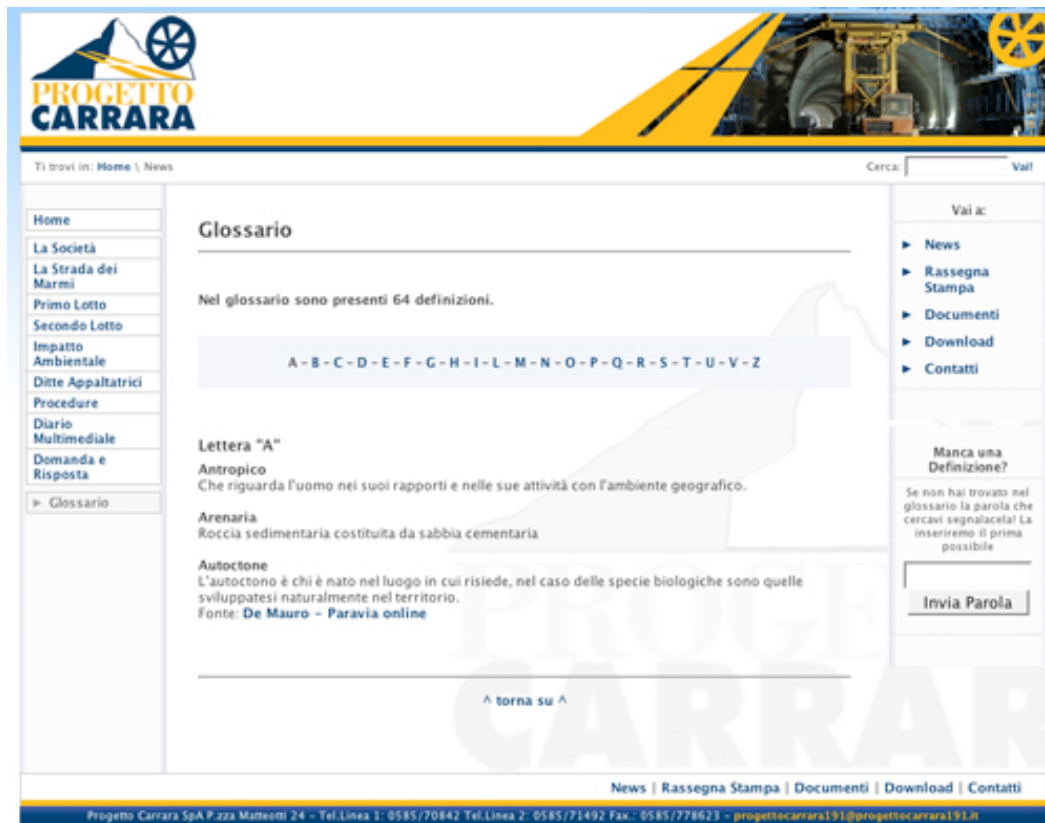 PROGETTO
CARRARA
Ti trovi in: Home \ News
Cerca:
Vai!
Home
La Società
La Strada dei
Marmi
Primo Lotto
Secondo Lotto
Impatto
Ambientale
Ditte Appaltatrici
Procedure
Diario
Multimediale
Domanda e
Risposta
► Glossario
Glossario
Nel glossario sono presenti 64 definizioni.
A - B - C - D - E - F - G - H - I - L - M - N - O - P - Q - R - S - T - U - V - Z
Lettera "A"
Antropico
Che riguarda l'uomo nei suoi rapporti e nelle sue attività con l'ambiente geografico.
Arenaria
Roccia sedimentaria costituita da sabbia cementaria
Autoctone
L'autoctono è chi è nato nel luogo in cui risiede, nel caso delle specie biologiche sono quelle
sviluppatesi naturalmente nel territorio.
Fonte: De Mauro – Paravia online
^ torna su ^
Vai a:
► News
► Rassegna
Stampa
► Documenti
► Download
► Contatti
Manca una
Definizione?
Se non hai trovato nel
glossario la parola che
cercavi segnalacela! La
inseriremo il prima
possibile
Invia Parola
PROGE
CARRAR
News | Rassegna Stampa | Documenti | Download | Contatti
Progetto Carrara SpA P.zza Matteotti 24 - Tel.Linea 1: 0585/70842 Tel.Linea 2: 0585/71492 Fax.: 0585/778623 - progettocarrara191@progettocarrara191.it